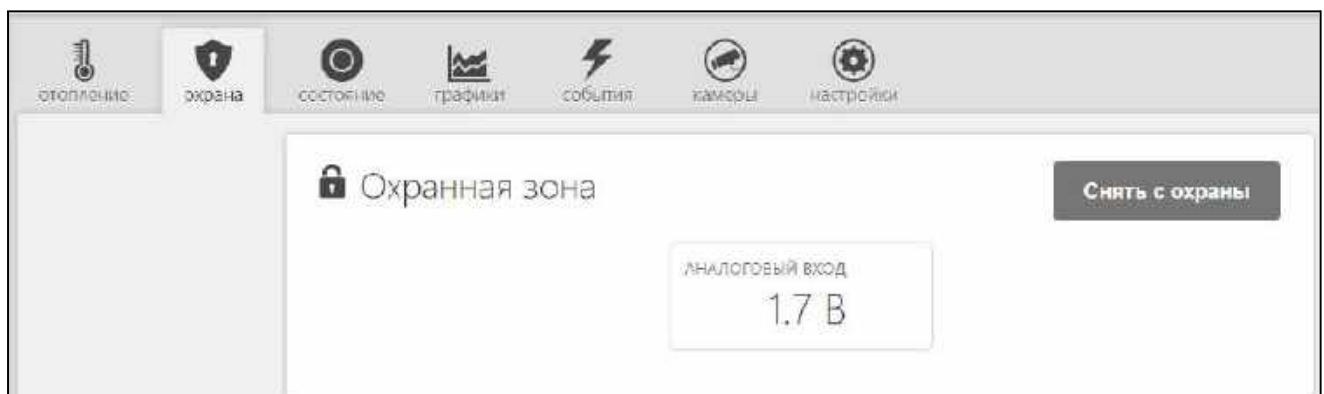 отопление охрана состояние графики события камеры настройки
Охранная зона
Снять с охраны
АНАЛОГОВЫЙ ВХОД
1.7 В